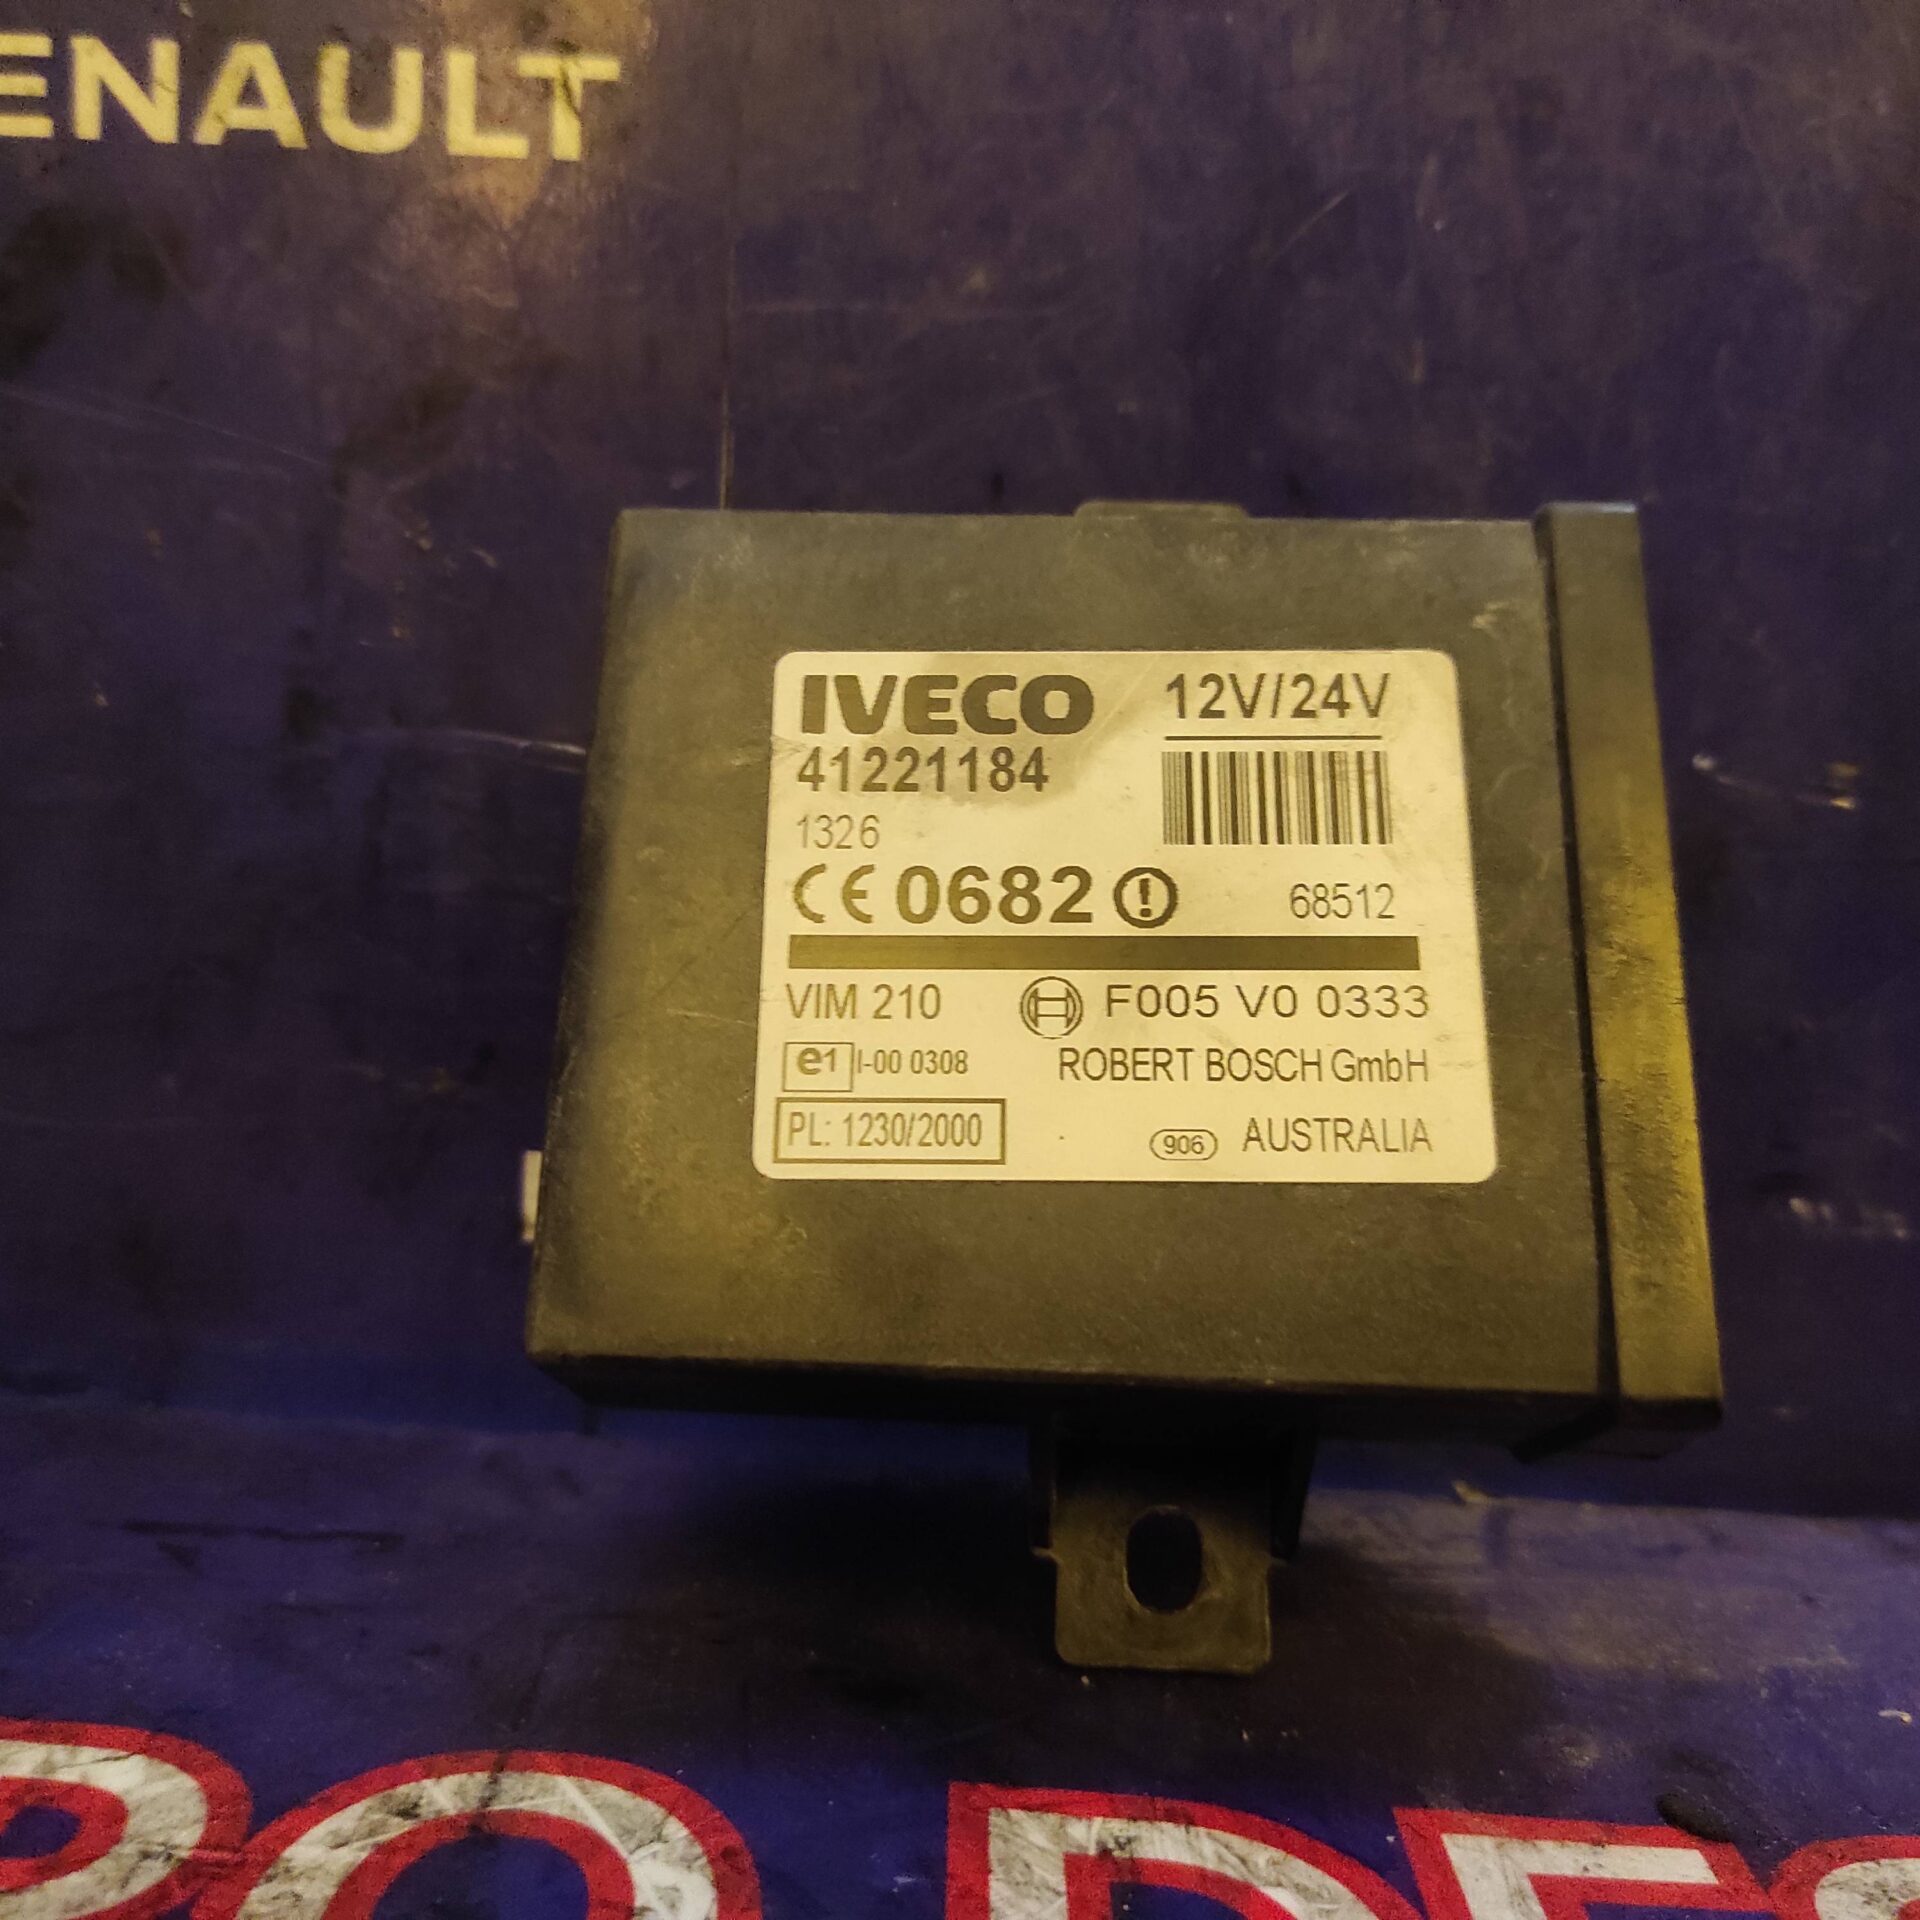 ENAULT
IVECO 12V/24V
41221184
1326
CE 0682 68512
VIM 210 F005 V0 0333
e1 I-00 0308 ROBERT BOSCH GmbH
PL: 1230/2000 906 AUSTRALIA